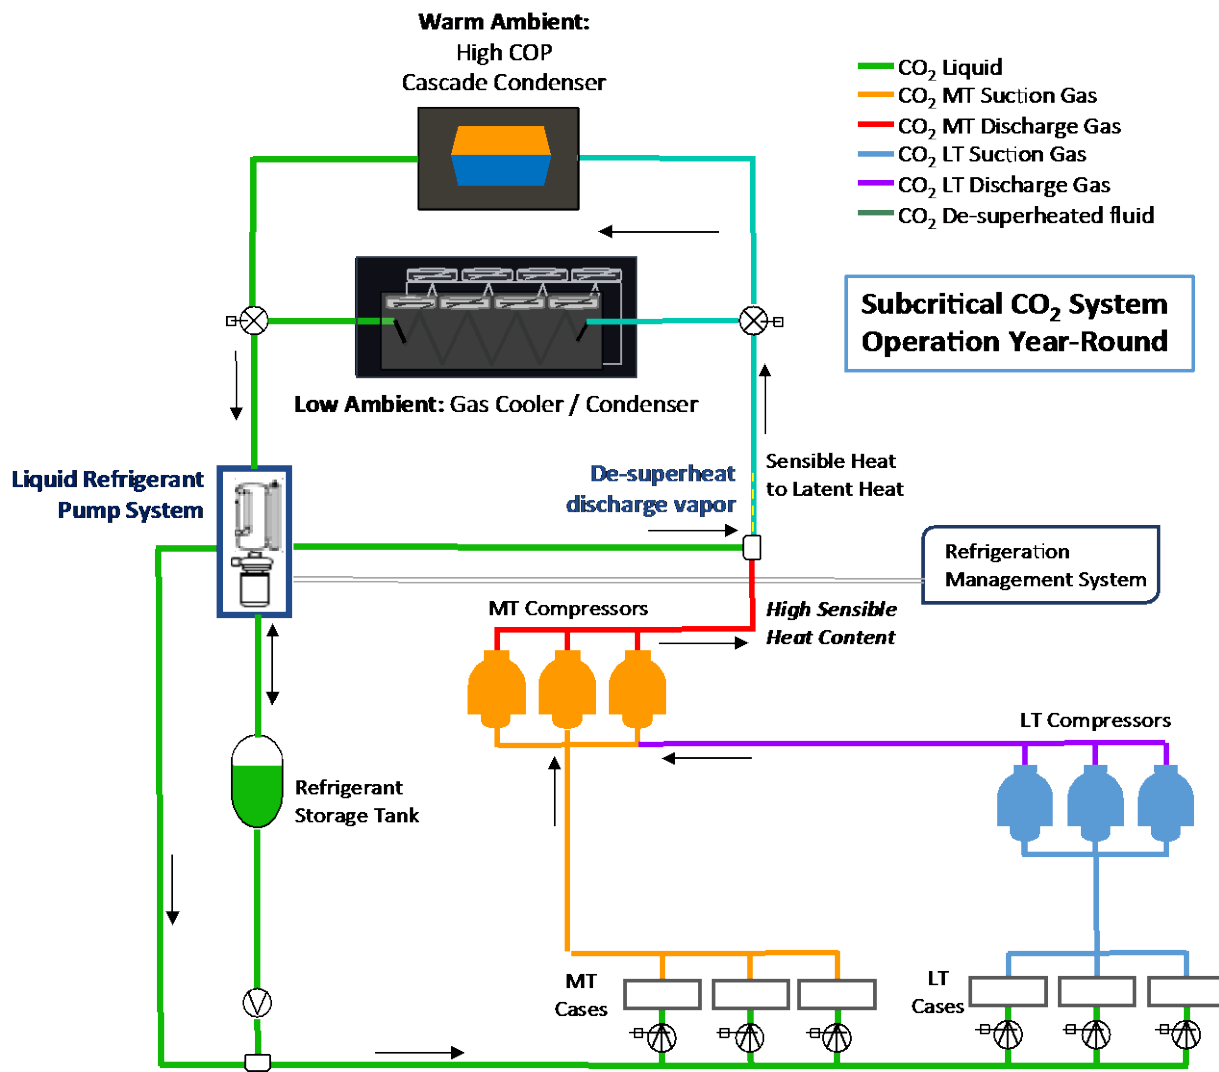 Warm Ambient:
High COP
Cascade Condenser
CO₂ Liquid
CO₂ MT Suction Gas
CO₂ MT Discharge Gas
CO₂ LT Suction Gas
CO₂ LT Discharge Gas
CO₂ De-superheated fluid
Subcritical CO₂ System
Operation Year-Round
Low Ambient: Gas Cooler / Condenser
Liquid Refrigerant
Pump System
De-superheat
discharge vapor
Sensible Heat
to Latent Heat
Refrigeration
Management System
MT Compressors
High Sensible
Heat Content
LT Compressors
Refrigerant
Storage Tank
MT
Cases
LT
Cases